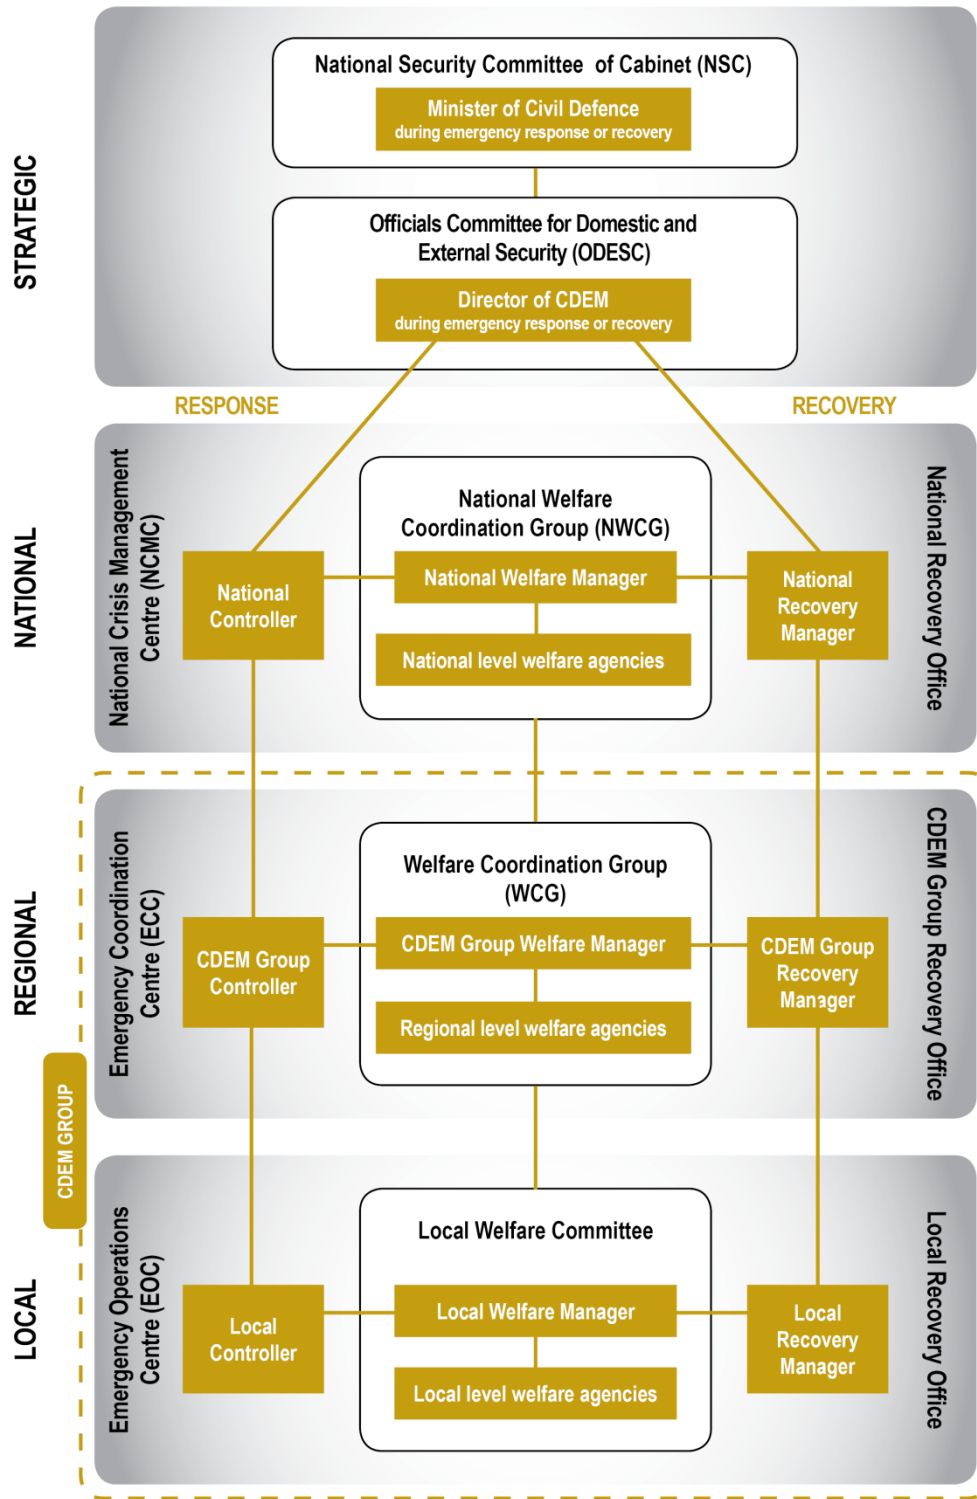 STRATEGIC
National Security Committee of Cabinet (NSC)
Minister of Civil Defence
during emergency response or recovery
Officials Committee for Domestic and
External Security (ODESC)
Director of CDEM
during emergency response or recovery
RESPONSE
RECOVERY
NATIONAL
National Crisis Management
Centre (NCMC)
National Welfare
Coordination Group (NWCG)
National Recovery Office
National
Controller
National Welfare Manager
National
Recovery
Manager
National level welfare agencies
CDEM GROUP
REGIONAL
Emergency Coordination
Centre (ECC)
Welfare Coordination Group
(WCG)
CDEM Group Recovery Office
CDEM Group
Controller
CDEM Group Welfare Manager
CDEM Group
Recovery
Manager
Regional level welfare agencies
LOCAL
Emergency Operations
Centre (EOC)
Local Welfare Committee
Local Recovery Office
Local
Controller
Local Welfare Manager
Local
Recovery
Manager
Local level welfare agencies